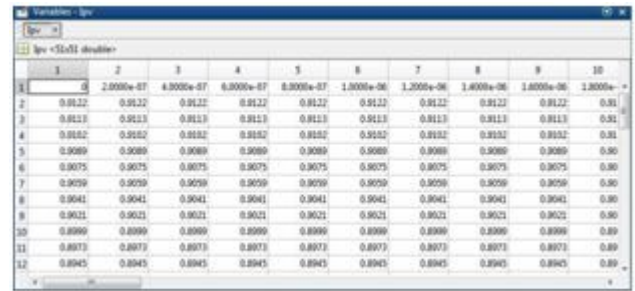 Variables - Ipv
Ipv
Ipv <51x51 double>
1 2 3 4 5 6 7 8 9 10
1 0 2.0000e-07 4.0000e-07 6.0000e-07 8.0000e-07 1.0000e-06 1.2000e-06 1.4000e-06 1.6000e-06 1.8000e-
2 0.9122 0.9122 0.9122 0.9122 0.9122 0.9122 0.9122 0.9122 0.9122 0.91
3 0.9113 0.9113 0.9113 0.9113 0.9113 0.9113 0.9113 0.9113 0.9113 0.91
4 0.9102 0.9102 0.9102 0.9102 0.9102 0.9102 0.9102 0.9102 0.9102 0.91
5 0.9089 0.9089 0.9089 0.9089 0.9089 0.9089 0.9089 0.9089 0.9089 0.90
6 0.9075 0.9075 0.9075 0.9075 0.9075 0.9075 0.9075 0.9075 0.9075 0.90
7 0.9059 0.9059 0.9059 0.9059 0.9059 0.9059 0.9059 0.9059 0.9059 0.90
8 0.9041 0.9041 0.9041 0.9041 0.9041 0.9041 0.9041 0.9041 0.9041 0.90
9 0.9021 0.9021 0.9021 0.9021 0.9021 0.9021 0.9021 0.9021 0.9021 0.90
10 0.8999 0.8999 0.8999 0.8999 0.8999 0.8999 0.8999 0.8999 0.8999 0.89
11 0.8973 0.8973 0.8973 0.8973 0.8973 0.8973 0.8973 0.8973 0.8973 0.89
12 0.8945 0.8945 0.8945 0.8945 0.8945 0.8945 0.8945 0.8945 0.8945 0.89